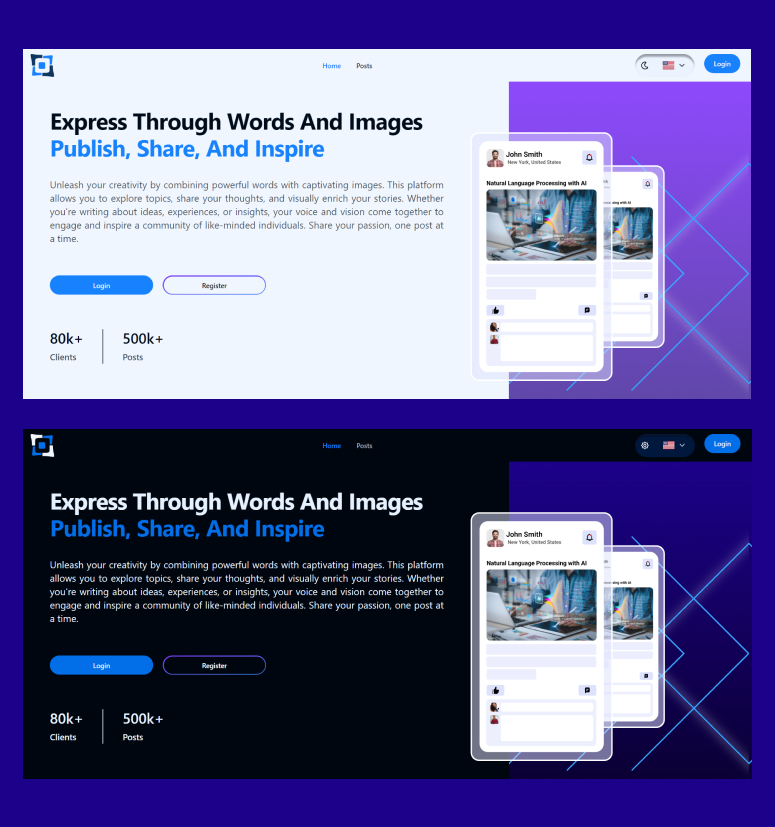 Home Posts
Login
Express Through Words And Images
Publish, Share, And Inspire
Unleash your creativity by combining powerful words with captivating images. This platform
allows you to explore topics, share your thoughts, and visually enrich your stories. Whether
you're writing about ideas, experiences, or insights, your voice and vision come together to
engage and inspire a community of like-minded individuals. Share your passion, one post at
a time.
Login
Register
80k+
Clients
500k+
Posts
John Smith
New York, United States
Natural Language Processing with AI
with AI
Home Posts
Login
Express Through Words And Images
Publish, Share, And Inspire
Unleash your creativity by combining powerful words with captivating images. This platform
allows you to explore topics, share your thoughts, and visually enrich your stories. Whether
you're writing about ideas, experiences, or insights, your voice and vision come together to
engage and inspire a community of like-minded individuals. Share your passion, one post at
a time.
Login
Register
80k+
Clients
500k+
Posts
John Smith
New York, United States
Natural Language Processing with AI
with AI